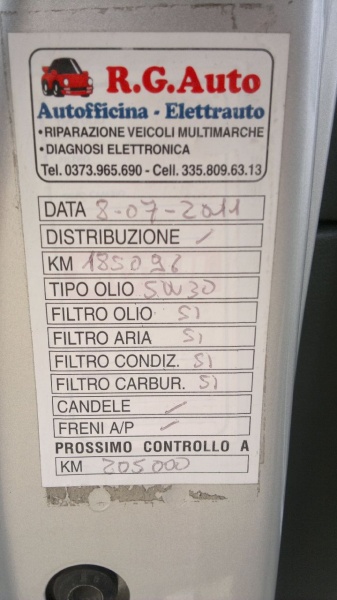 R.G.Auto
Autofficina - Elettrauto
•RIPARAZIONE VEICOLI MULTIMARCHE
•DIAGNOSI ELETTRONICA
Tel. 0373.965.690 - Cell. 335.809.63.13
DATA 8-07-2011
DISTRIBUZIONE /
KM 185098
TIPO OLIO 5W30
FILTRO OLIO SI
FILTRO ARIA SI
FILTRO CONDIZ. SI
FILTRO CARBUR. SI
CANDELE /
FRENI A/P /
PROSSIMO CONTROLLO A
KM 205000